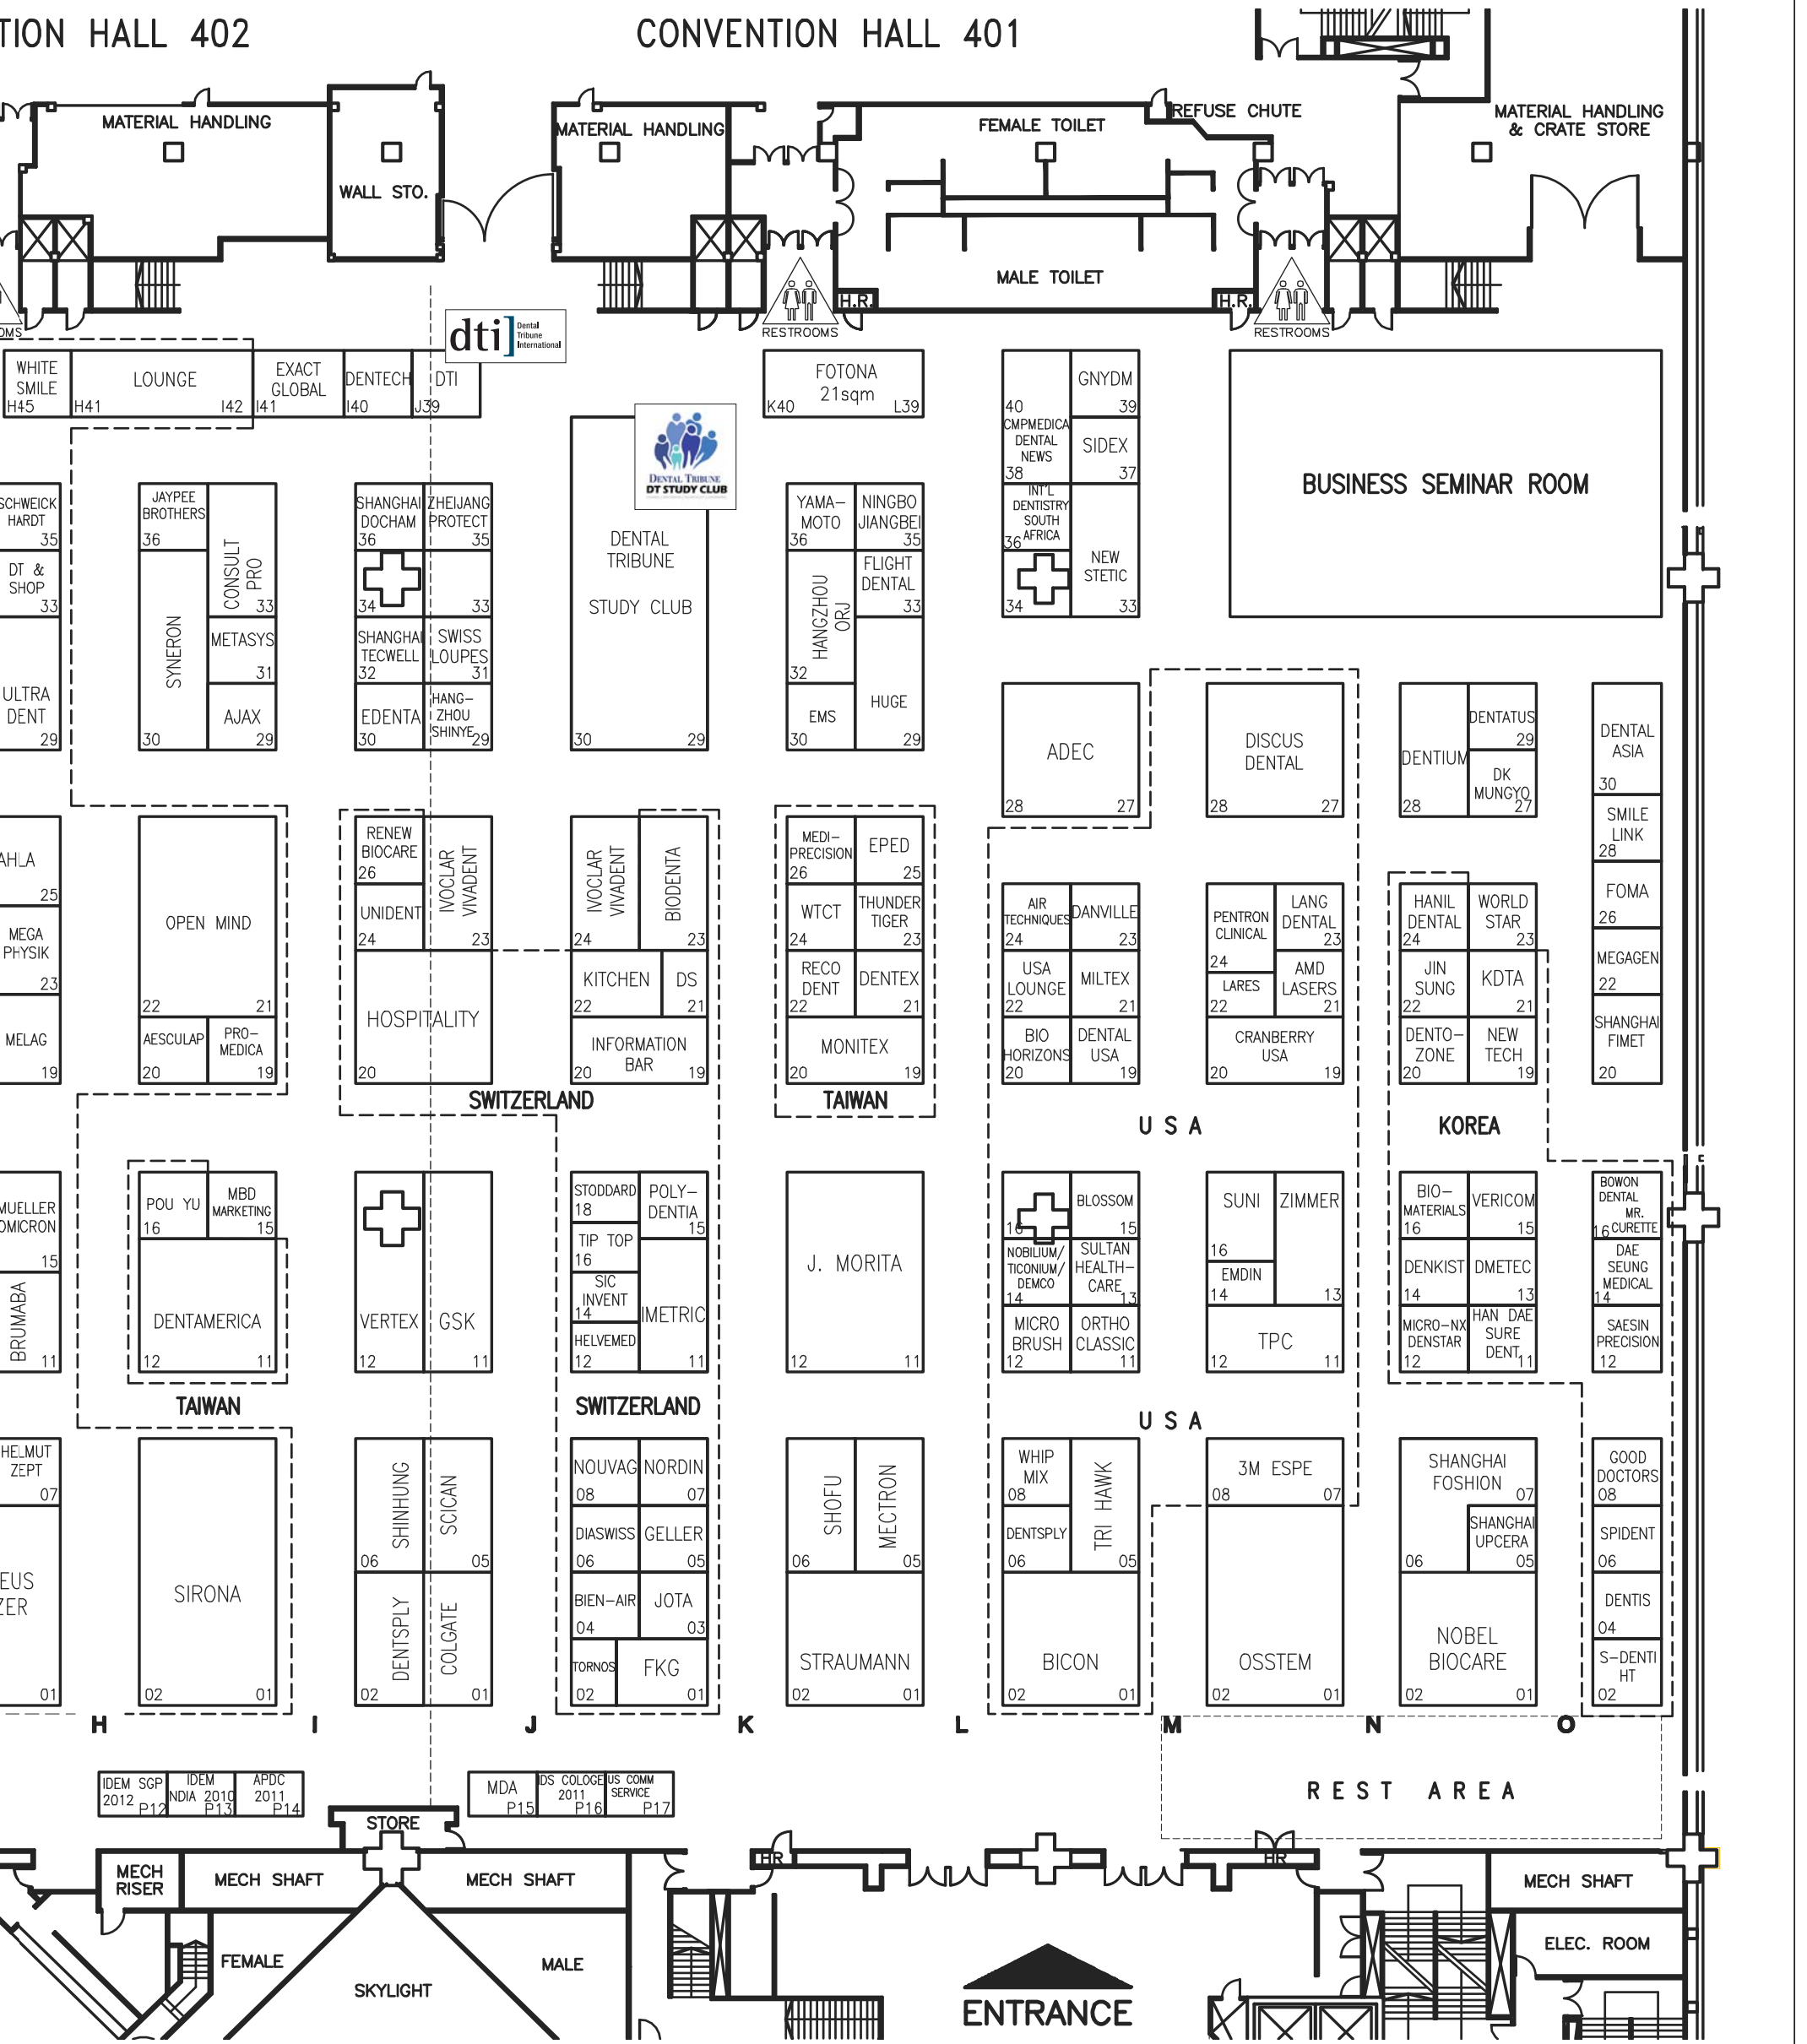 TION HALL 402
CONVENTION HALL 401
MATERIAL HANDLING
WALL STO.
MATERIAL HANDLING
FEMALE TOILET
REFUSE CHUTE
MATERIAL HANDLING
& CRATE STORE
MALE TOILET
H.R.
H.R.
OMS
RESTROOMS
RESTROOMS
dti]
Dental
Tribune
International
WHITE
SMILE
H45
LOUNGE
H41
I42
EXACT
GLOBAL
I41
DENTECH
I40
DTI
J39
FOTONA
21sqm
K40
L39
40
CMPMEDICA
DENTAL
NEWS
38
GNYDM
39
SIDEX
37
BUSINESS SEMINAR ROOM
DENTAL TRIBUNE
DT STUDY CLUB
SCHWEICK
HARDT
35
DT &
SHOP
33
ULTRA
DENT
29
JAYPEE
BROTHERS
36
CONSULT
PRO
33
SYNERON
30
METASYS
31
AJAX
29
SHANGHAI
DOCHAM
36
ZHEIJANG
PROTECT
35
34
33
SHANGHAI
TECWELL
32
SWISS
LOUPES
31
EDENTA
30
HANG-
ZHOU
SHINYE
29
DENTAL
TRIBUNE
STUDY CLUB
30
29
YAMA-
MOTO
36
NINGBO
JIANGBEI
35
HANGZHOU
ORJ
32
FLIGHT
DENTAL
33
EMS
30
HUGE
29
INT'L
DENTISTRY
SOUTH
AFRICA
36
34
NEW
STETIC
33
ADEC
28
27
DISCUS
DENTAL
28
27
DENTIUM
28
DENTATUS
29
DK
MUNGYO
27
DENTAL
ASIA
30
SMILE
LINK
28
FOMA
26
MEGAGEN
22
SHANGHAI
FIMET
20
AHLA
25
MEGA
PHYSIK
23
MELAG
19
OPEN MIND
22
21
AESCULAP
20
PRO-
MEDICA
19
RENEW
BIOCARE
26
UNIDENT
24
IVOCLAR
VIVADENT
23
HOSPITALITY
20
IVOCLAR
VIVADENT
24
BIODENTA
23
KITCHEN
22
DS
21
INFORMATION
BAR
20
19
SWITZERLAND
MEDI-
PRECISION
26
EPED
25
WTCT
24
THUNDER
TIGER
23
RECO
DENT
22
DENTEX
21
MONITEX
20
19
TAIWAN
AIR
TECHNIQUES
24
DANVILLE
23
USA
LOUNGE
22
MILTEX
21
BIO
HORIZONS
20
DENTAL
USA
19
PENTRON
CLINICAL
24
LANG
DENTAL
23
LARES
22
AMD
LASERS
21
CRANBERRY
USA
20
19
USA
HANIL
DENTAL
24
WORLD
STAR
23
JIN
SUNG
22
KDTA
21
DENTO-
ZONE
20
NEW
TECH
19
KOREA
MUELLER
OMICRON
15
BRUMABA
11
POU YU
16
MBD
MARKETING
15
DENTAMERICA
12
11
TAIWAN
VERTEX
12
GSK
11
STODDARD
18
POLY-
DENTIA
15
TIP TOP
16
SIC
INVENT
14
HELVEMED
12
IMETRIC
11
SWITZERLAND
J. MORITA
12
11
16
BLOSSOM
15
NOBILIUM/
TICONIUM/
DEMCO
14
SULTAN
HEALTH-
CARE
13
MICRO
BRUSH
12
ORTHO
CLASSIC
11
SUNI
16
ZIMMER
13
EMDIN
14
TPC
12
11
USA
BIO-
MATERIALS
16
VERICOM
15
DENKIST
14
DMETEC
13
MICRO-NX
DENSTAR
12
HAN DAE
SURE
DENT
11
BOWON
DENTAL
MR.
CURETTE
16
DAE
SEUNG
MEDICAL
14
SAESIN
PRECISION
12
HELMUT
ZEPT
07
EUS
ZER
01
SIRONA
02
01
SHINHUNG
06
SCICAN
05
DENTSPLY
02
COLGATE
01
NOUVAG
08
NORDIN
07
DIASWISS
06
GELLER
05
BIEN-AIR
04
JOTA
03
TORNOS
02
FKG
01
SHOFU
06
MECTRON
05
STRAUMANN
02
01
WHIP
MIX
08
DENTSPLY
06
TRI HAWK
05
BICON
02
01
3M ESPE
08
07
OSSTEM
02
01
SHANGHAI
FOSHION
07
06
SHANGHAI
UPCERA
05
NOBEL
BIOCARE
02
01
GOOD
DOCTORS
08
SPIDENT
06
DENTIS
04
S-DENTI
HT
02
H
I
J
K
L
M
N
O
IDEM SGP
2012
P12
IDEM
NDIA 2010
P13
APDC
2011
P14
MDA
P15
IDS COLOGE
2011
P16
US COMM
SERVICE
P17
REST AREA
STORE
MECH
RISER
MECH SHAFT
MECH SHAFT
HR
HR
MECH SHAFT
FEMALE
SKYLIGHT
MALE
ELEC. ROOM
ENTRANCE